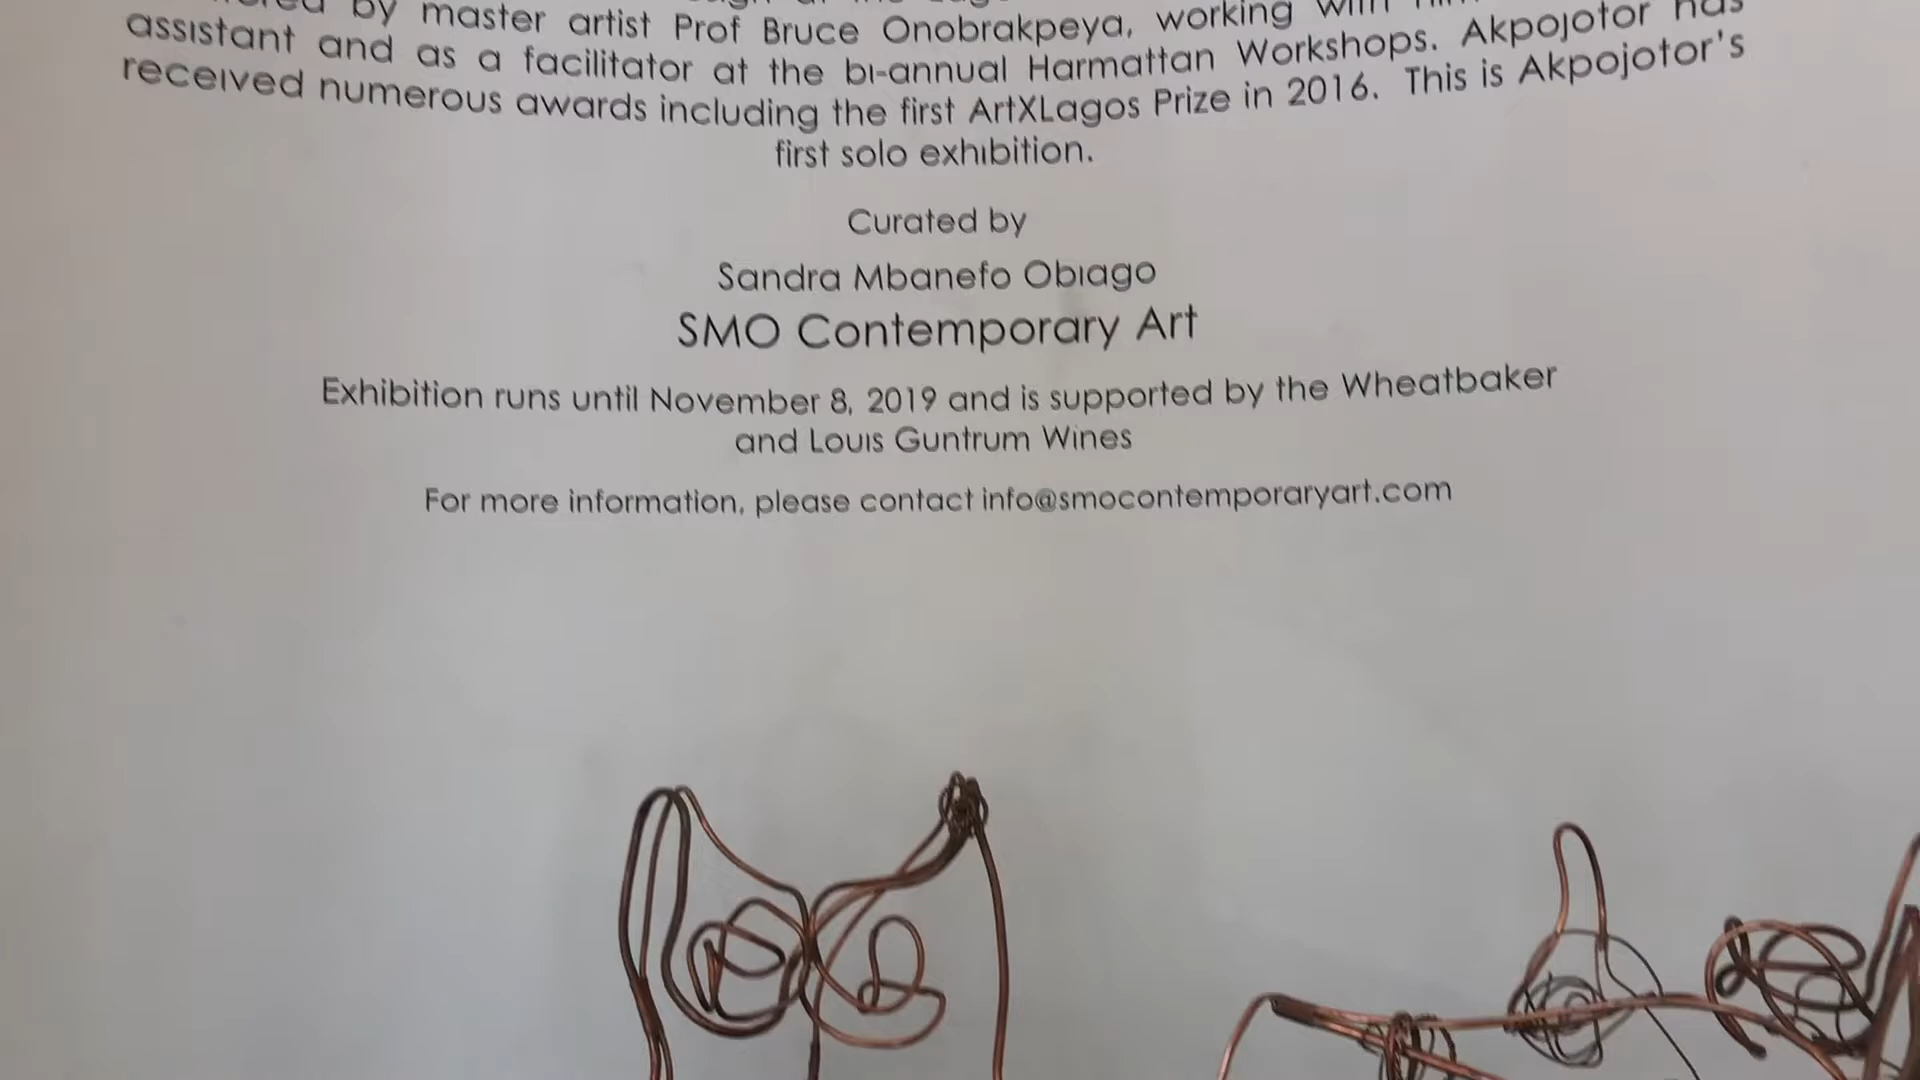 by master artist Prof Bruce Onobrakpeya, working with
assistant and as a facilitator at the bi-annual Harmattan Workshops. Akpojotor has
received numerous awards including the first ArtXLagos Prize in 2016. This is Akpojotor's
first solo exhibition.
Curated by
Sandra Mbanefo Obiago
SMO Contemporary Art
Exhibition runs until November 8, 2019 and is supported by the Wheatbaker
and Louis Guntrum Wines
For more information, please contact info@smocontemporaryart.com